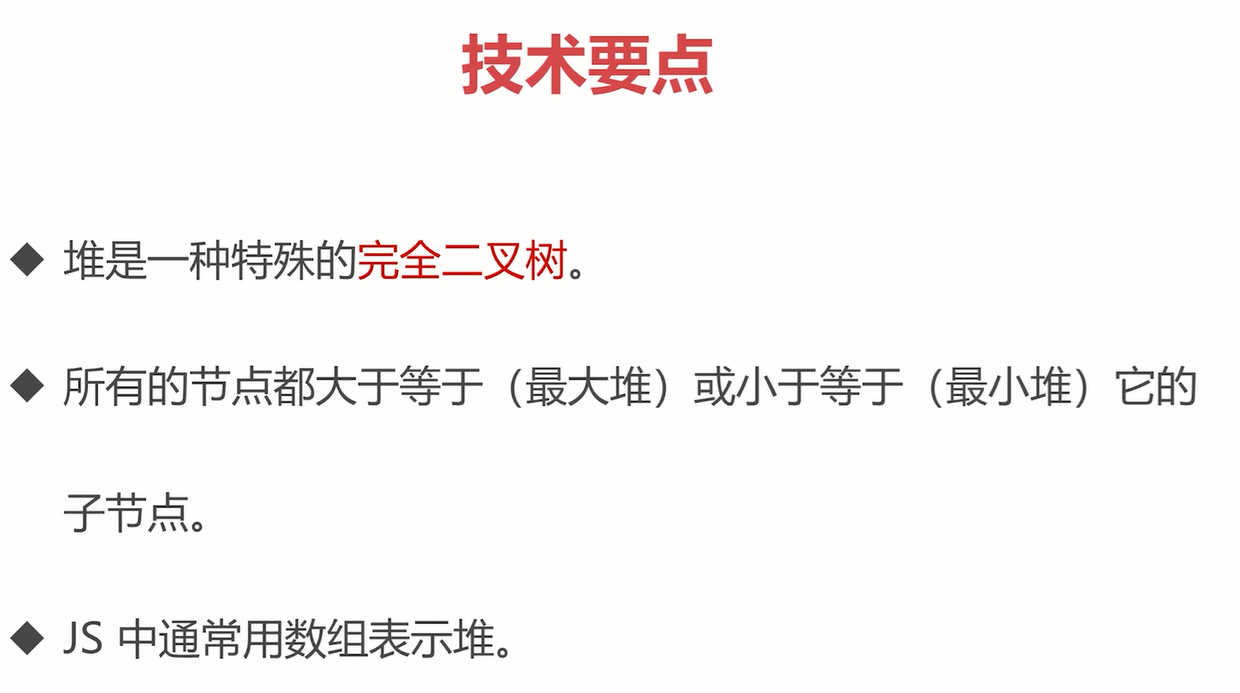 技术要点
◆ 堆是一种特殊的完全二叉树。
◆ 所有的节点都大于等于（最大堆）或小于等于（最小堆）它的
子节点。
◆ JS 中通常用数组表示堆。